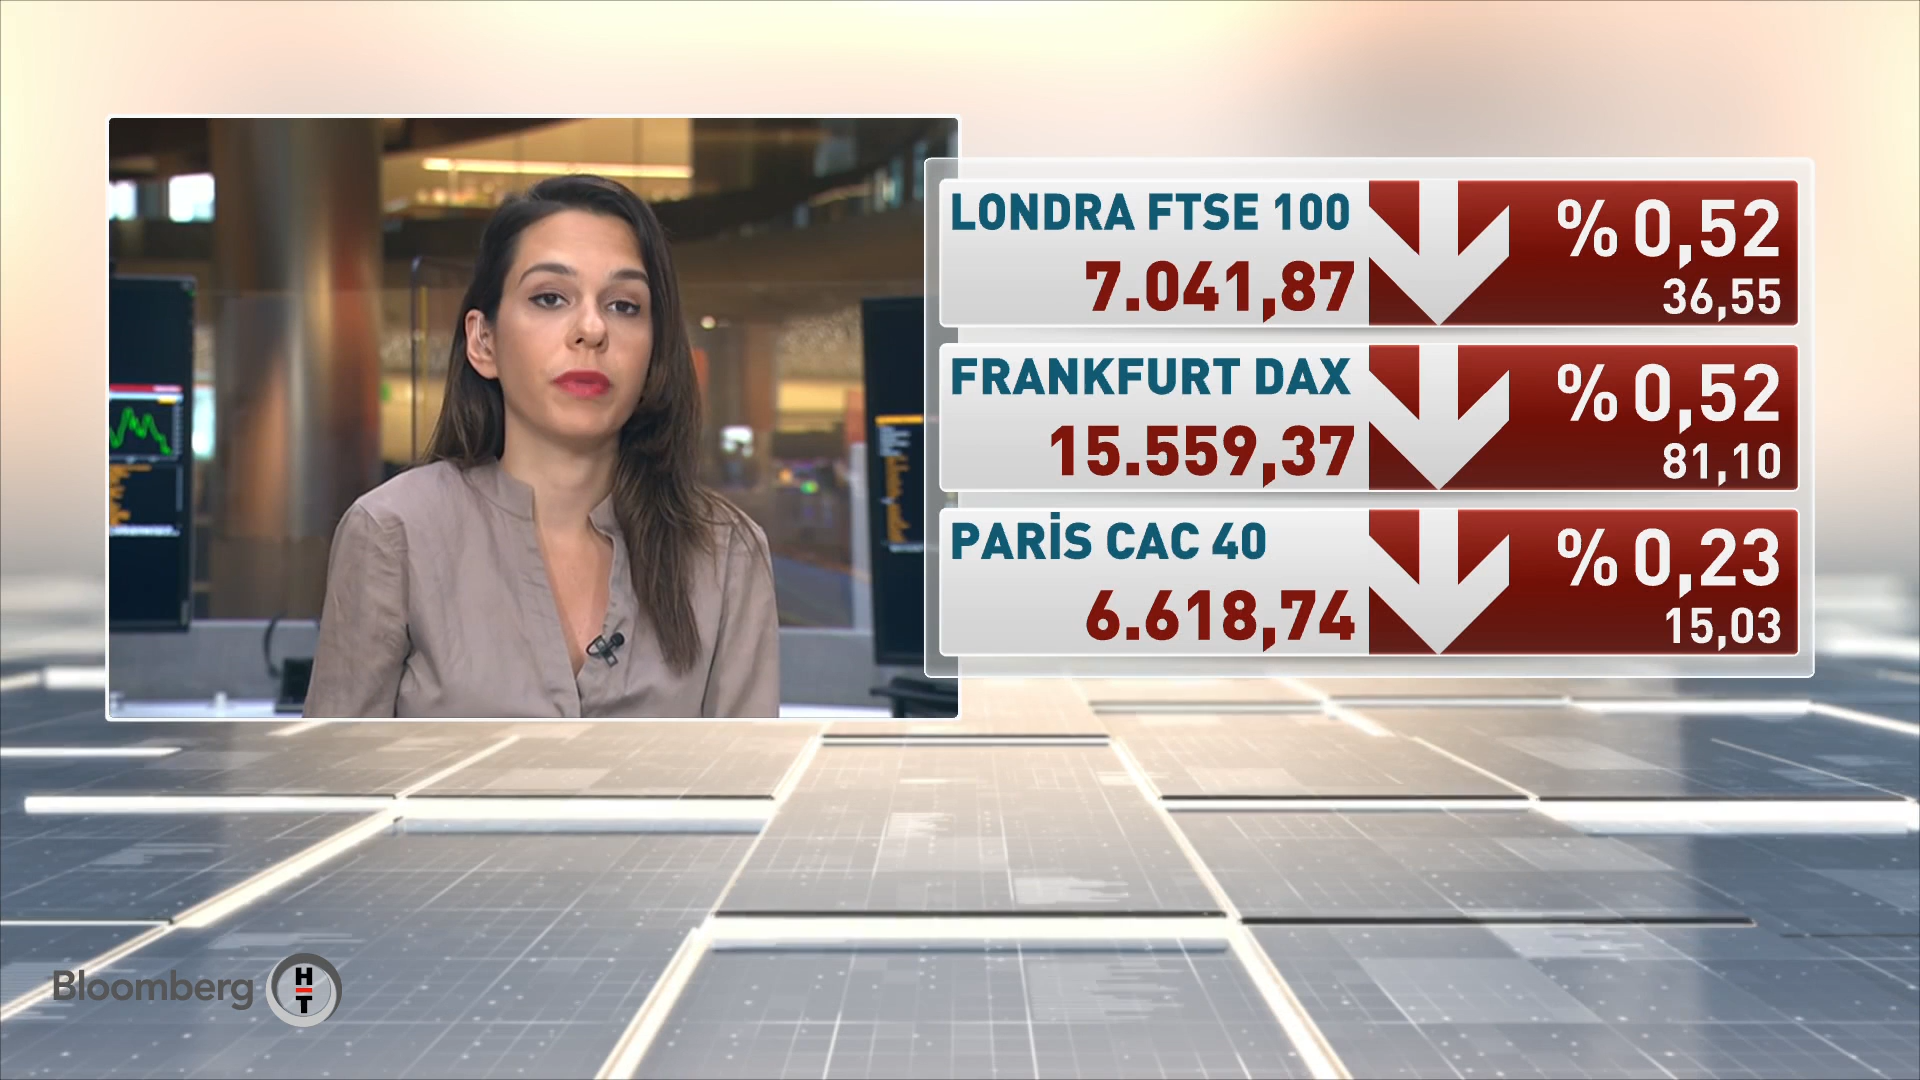 LONDRA FTSE 100
7.041,87
% 0,52
36,55
FRANKFURT DAX
15.559,37
% 0,52
81,10
PARİS CAC 40
6.618,74
% 0,23
15,03
Bloomberg HT